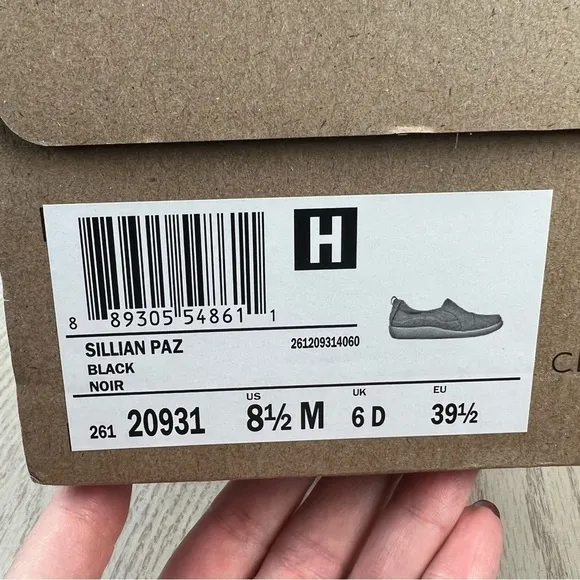 H
8 89305 54861 1
SILLIAN PAZ 261209314060
BLACK
NOIR
US UK EU
261 20931 8½ M 6 D 39½